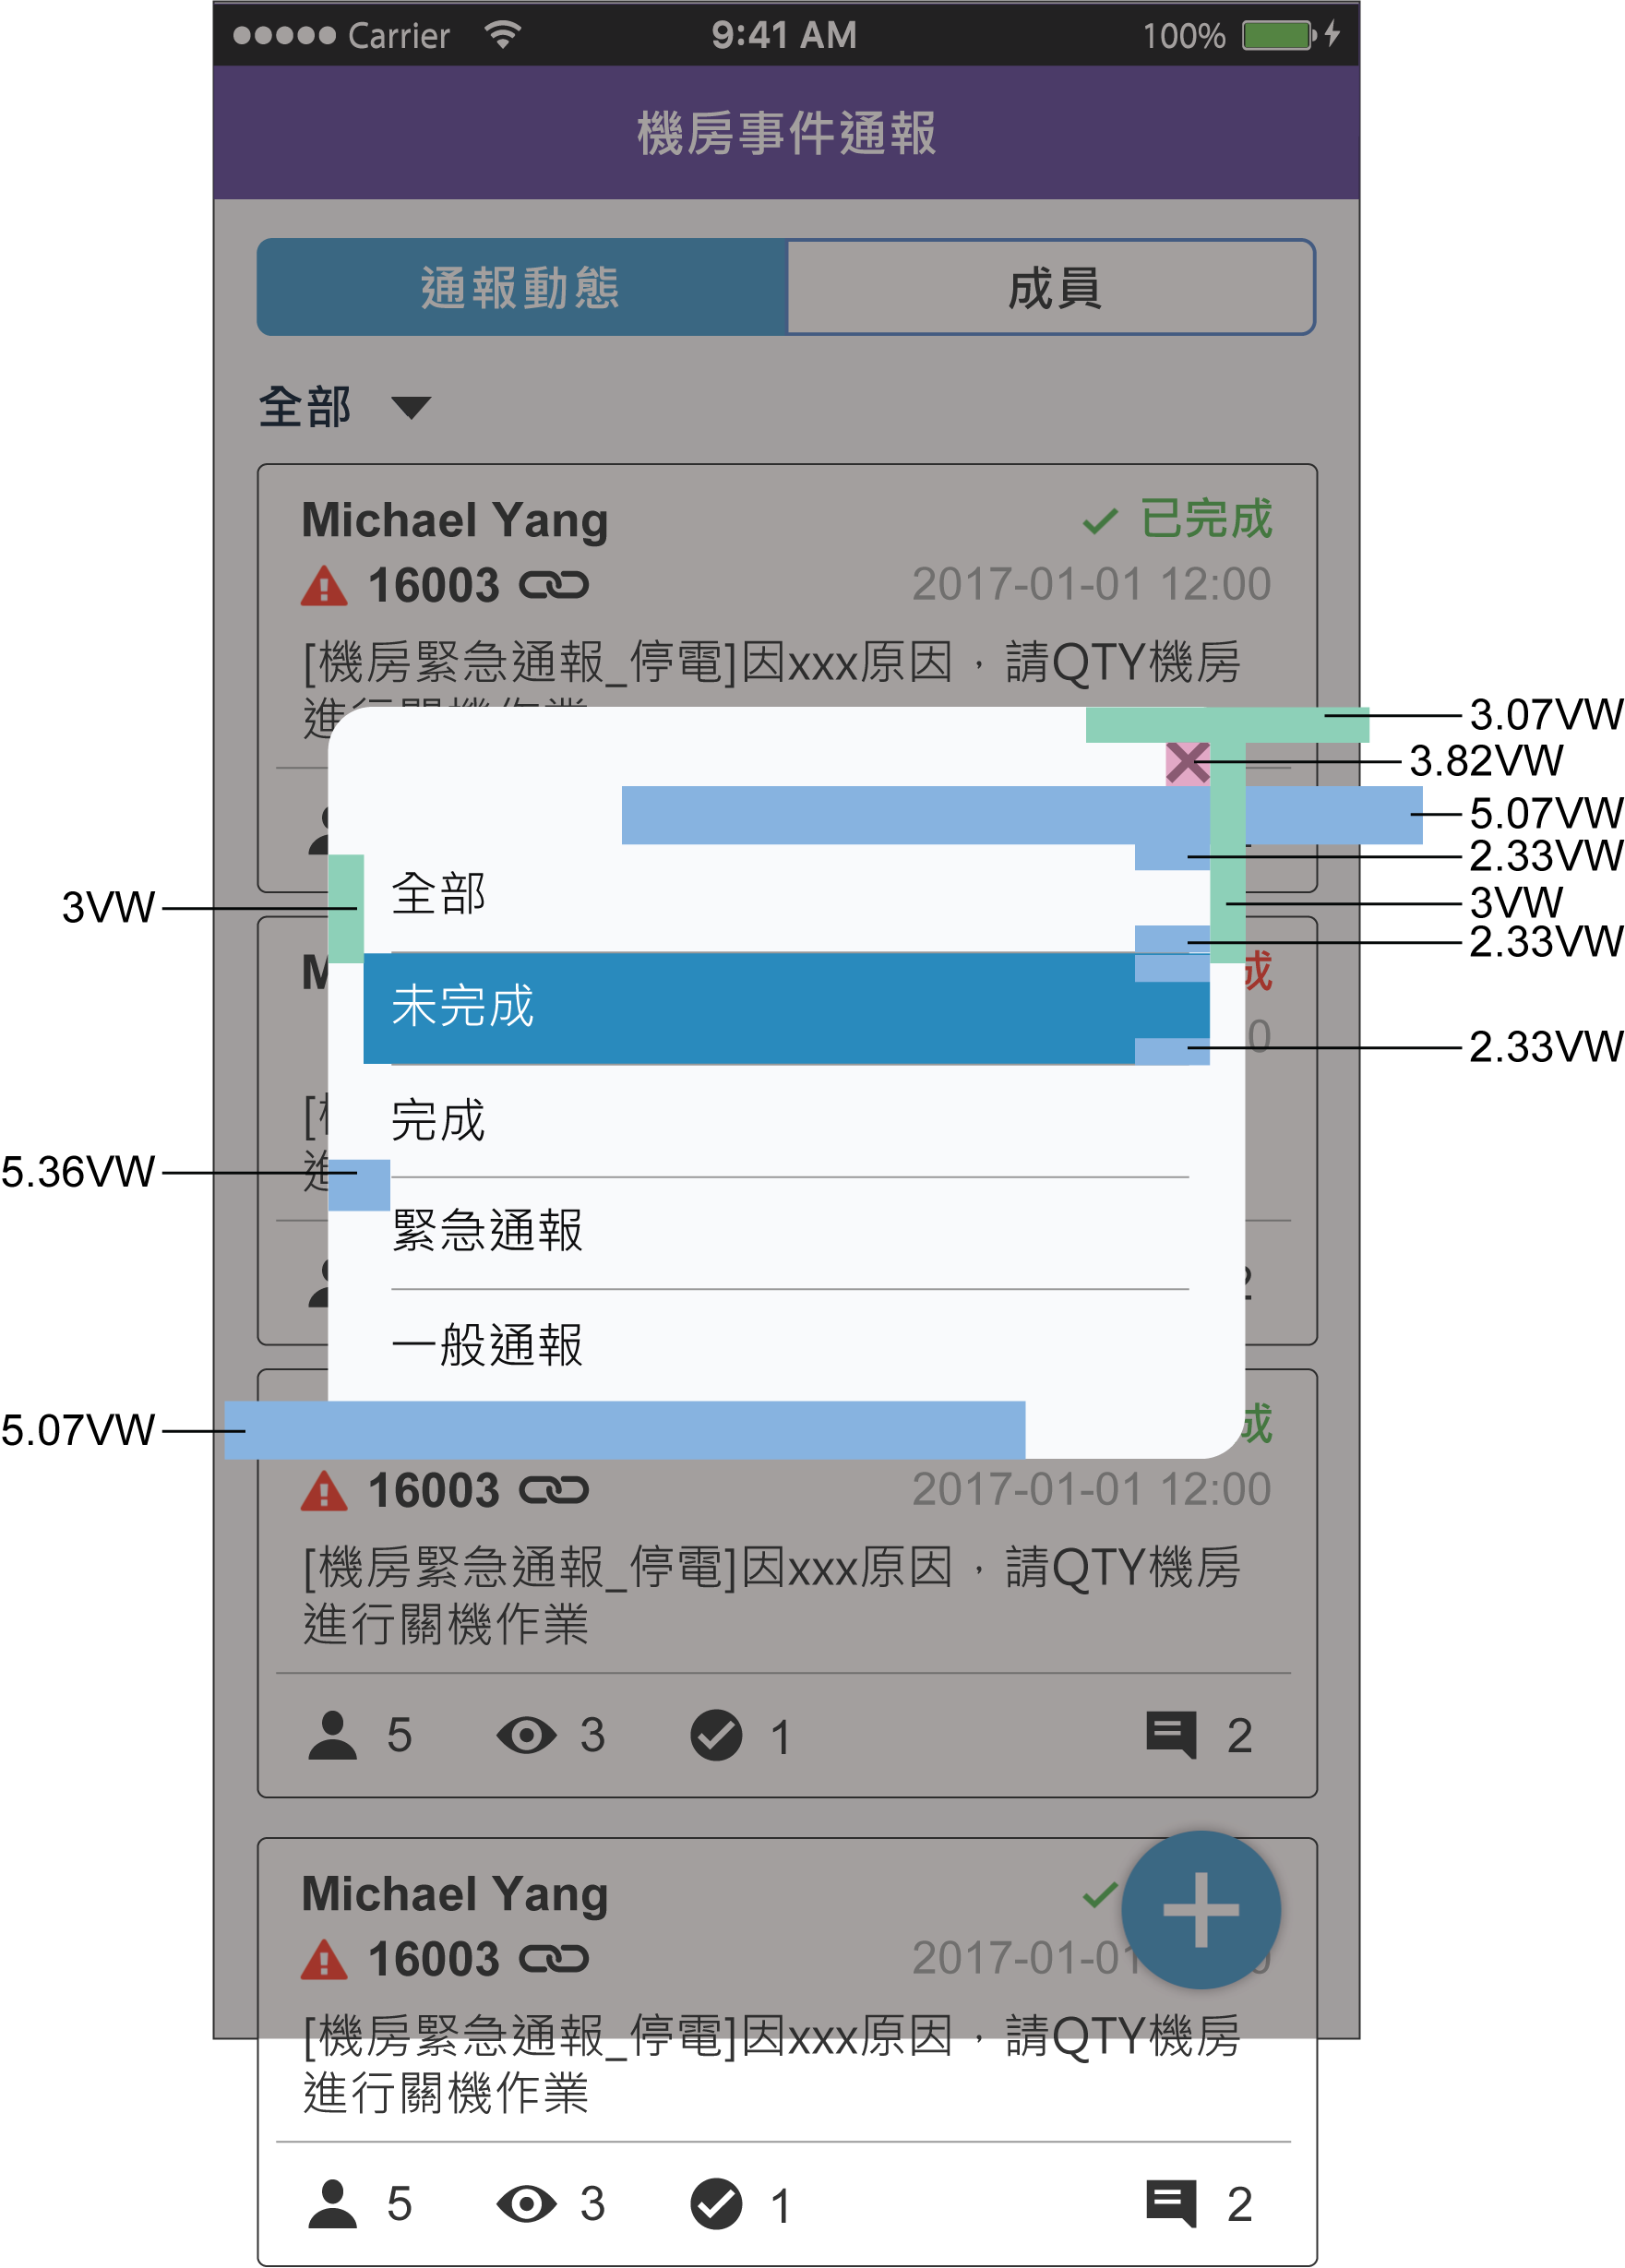 Carrier 9:41 AM 100%
機房事件通報
通報動態 成員
全部
Michael Yang 已完成
16003 2017-01-01 12:00
[機房緊急通報_停電]因xxx原因，請QTY機房
進行關機作業
3.07VW
3.82VW
5.07VW
2.33VW
全部
3VW
3VW
2.33VW
成
未完成
0
2.33VW
完成
5.36VW
緊急通報
2
一般通報
成
5.07VW
16003 2017-01-01 12:00
[機房緊急通報_停電]因xxx原因，請QTY機房
進行關機作業
5 3 1 2
Michael Yang
16003 2017-01-01
[機房緊急通報_停電]因xxx原因，請QTY機房
進行關機作業
5 3 1 2